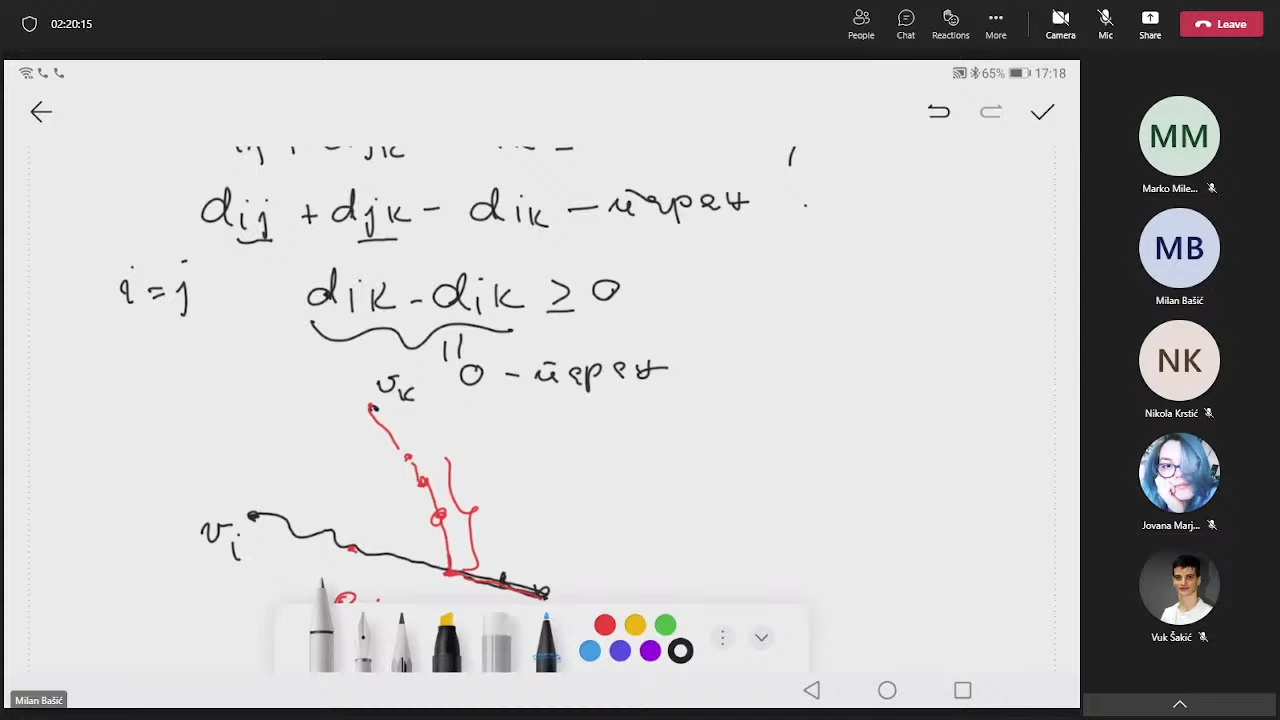 02:20:15
People
Chat
Reactions
More
Camera
Mic
Share
Leave
65%
17:18
dij + djk - dik - паран
i = j
dik - dik ≥ 0
0 - паран
vk
vi
MM
Marko Mile...
MB
Milan Bašić
NK
Nikola Krstić
Jovana Marj...
Vuk Šakić
Milan Bašić